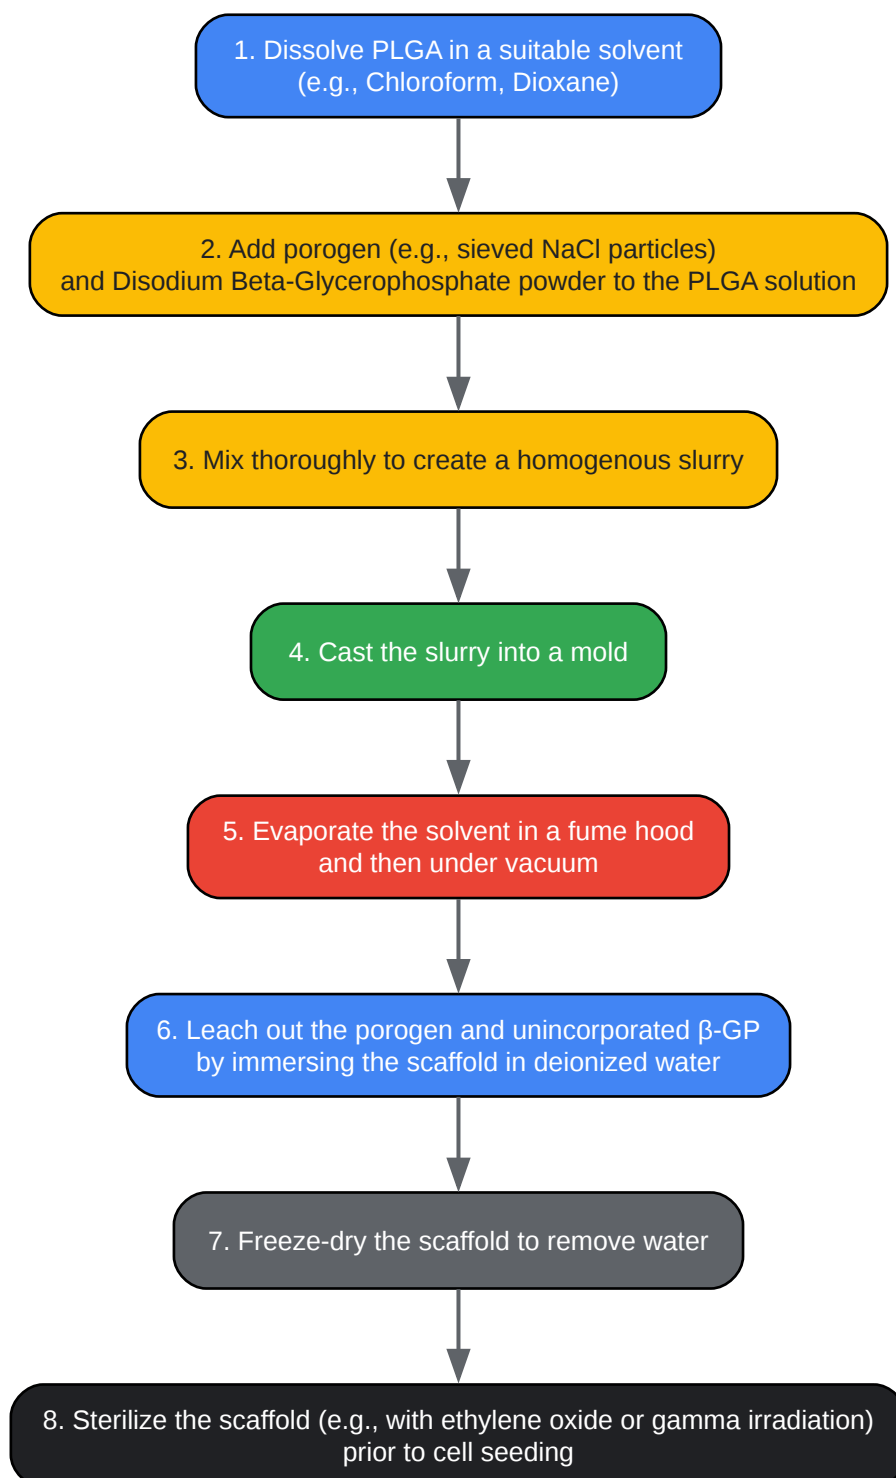 1. Dissolve PLGA in a suitable solvent
(e.g., Chloroform, Dioxane)
2. Add porogen (e.g., sieved NaCl particles)
and Disodium Beta-Glycerophosphate powder to the PLGA solution
3. Mix thoroughly to create a homogenous slurry
4. Cast the slurry into a mold
5. Evaporate the solvent in a fume hood
and then under vacuum
6. Leach out the porogen and unincorporated β-GP
by immersing the scaffold in deionized water
7. Freeze-dry the scaffold to remove water
8. Sterilize the scaffold (e.g., with ethylene oxide or gamma irradiation)
prior to cell seeding